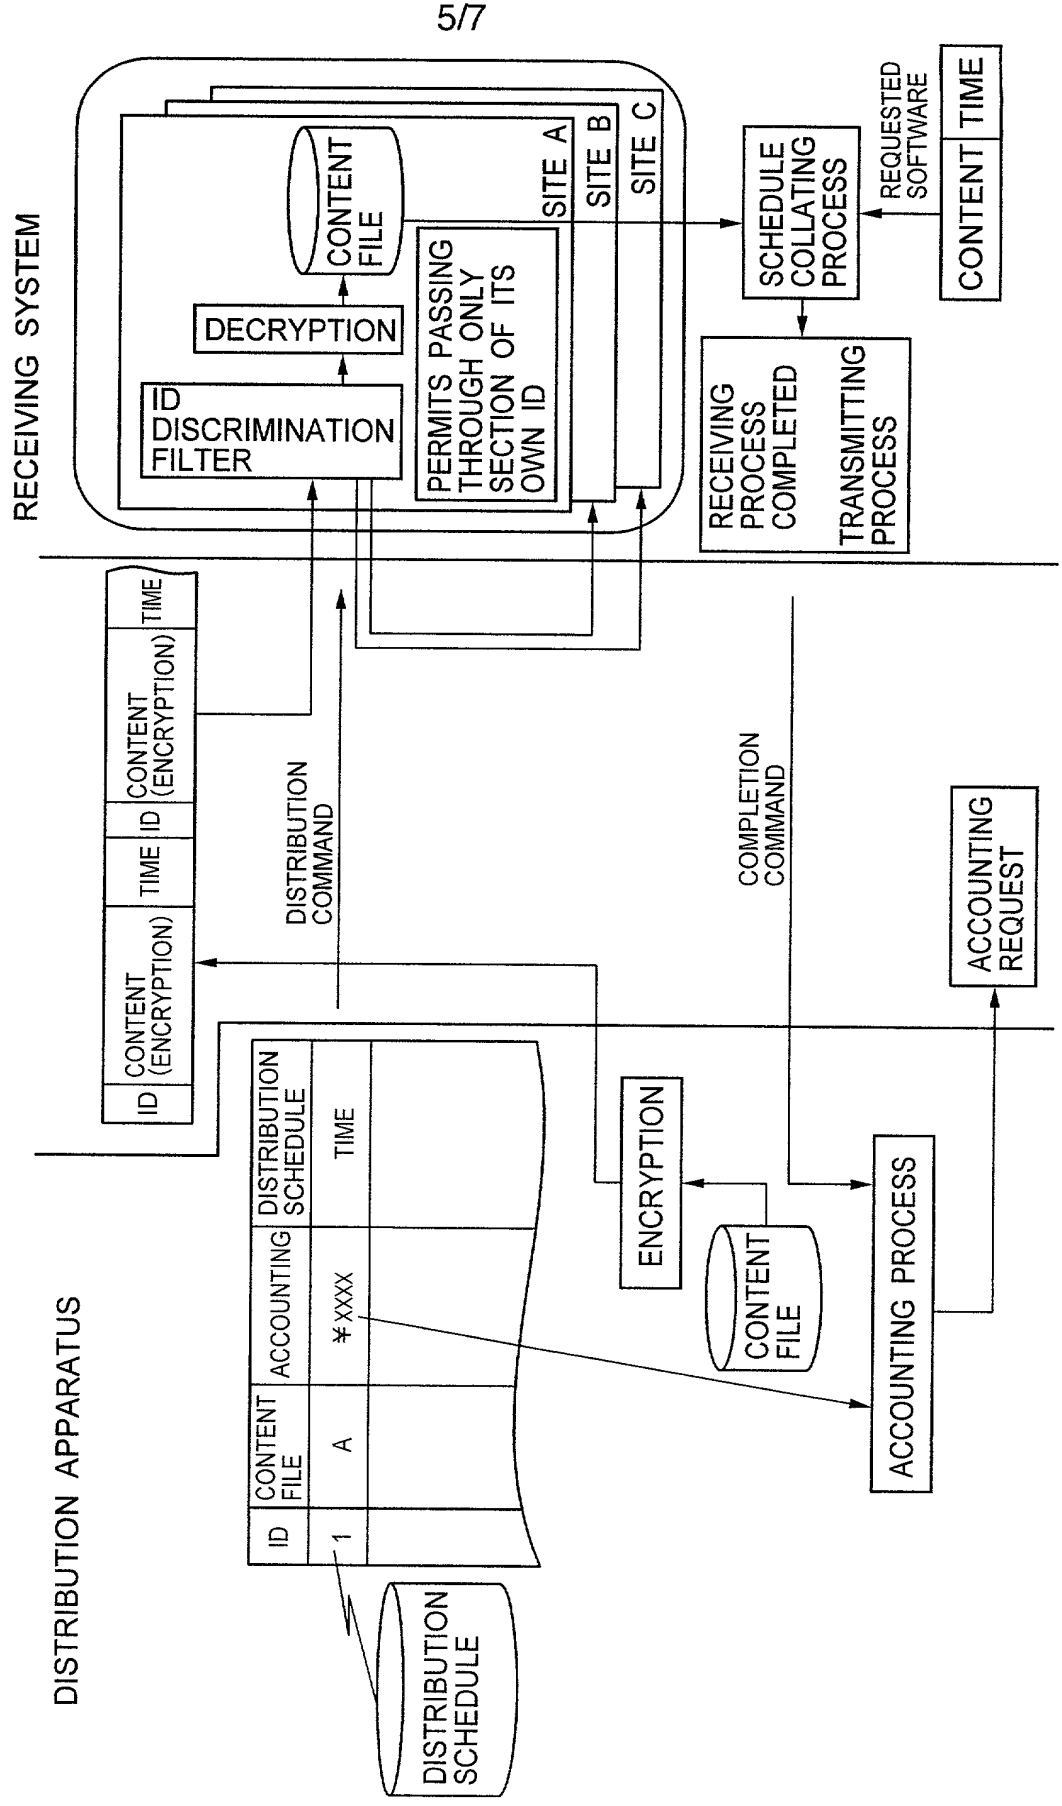 5/7
DISTRIBUTION APPARATUS
RECEIVING SYSTEM
ID
CONTENT
(ENCRYPTION)
TIME
ID
CONTENT
(ENCRYPTION)
TIME
ID
CONTENT
FILE
ACCOUNTING
DISTRIBUTION
SCHEDULE
1
A
¥XXXX
TIME
DISTRIBUTION
SCHEDULE
DISTRIBUTION
COMMAND
ENCRYPTION
CONTENT
FILE
ACCOUNTING PROCESS
ACCOUNTING
REQUEST
COMPLETION
COMMAND
ID
DISCRIMINATION
FILTER
DECRYPTION
CONTENT
FILE
PERMITS PASSING
THROUGH ONLY
SECTION OF ITS
OWN ID
SITE A
SITE B
SITE C
RECEIVING
PROCESS
COMPLETED
TRANSMITTING
PROCESS
SCHEDULE
COLLATING
PROCESS
REQUESTED
SOFTWARE
CONTENT
TIME